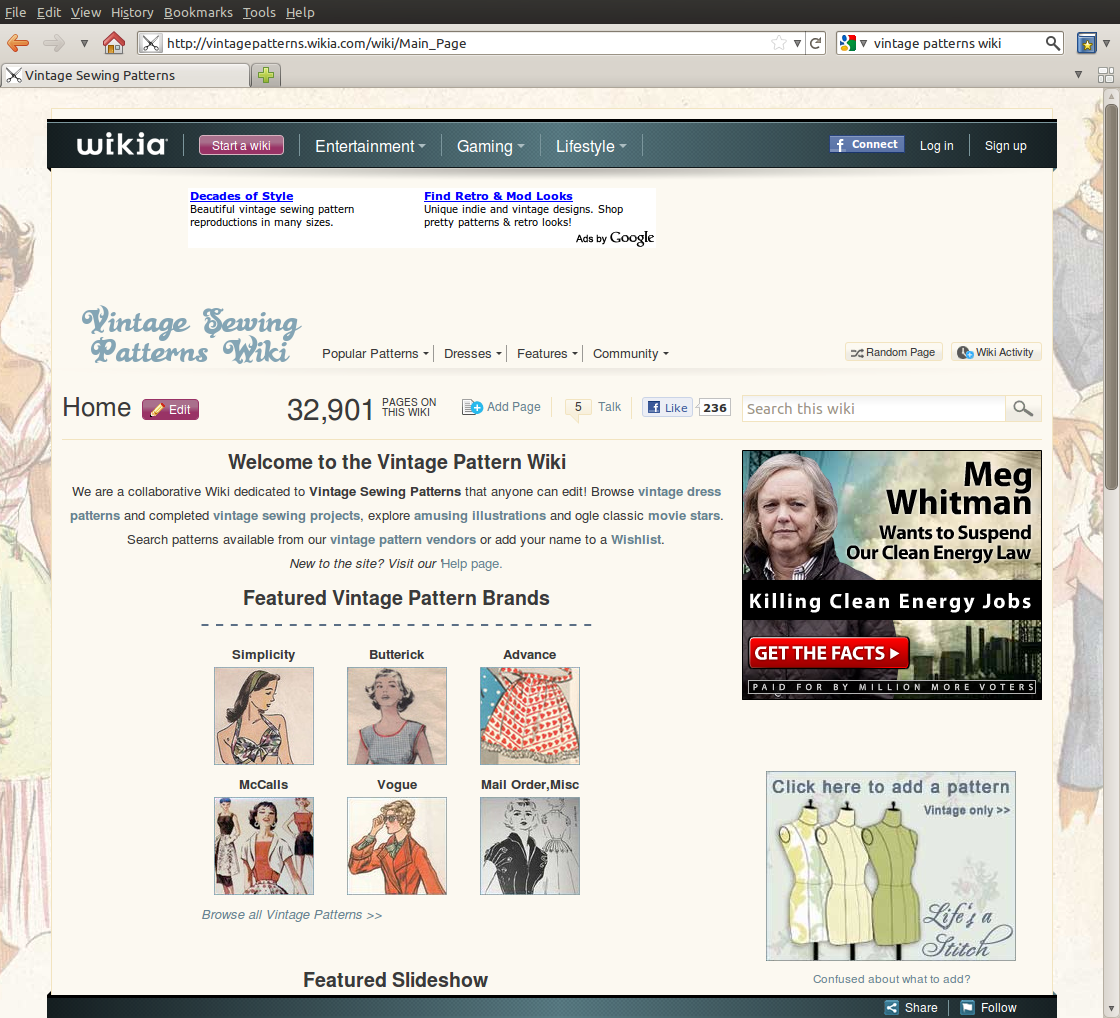 File Edit View History Bookmarks Tools Help
http://vintagepatterns.wikia.com/wiki/Main_Page
vintage patterns wiki
Vintage Sewing Patterns
wikia
Start a wiki
Entertainment
Gaming
Lifestyle
f Connect
Log in
Sign up
Decades of Style
Beautiful vintage sewing pattern
reproductions in many sizes.
Find Retro & Mod Looks
Unique indie and vintage designs. Shop
pretty patterns & retro looks!
Ads by Google
Vintage Sewing
Patterns Wiki
Popular Patterns
Dresses
Features
Community
Random Page
Wiki Activity
Home
Edit
32,901
PAGES ON
THIS WIKI
Add Page
5
Talk
f Like
236
Search this wiki
Welcome to the Vintage Pattern Wiki
We are a collaborative Wiki dedicated to Vintage Sewing Patterns that anyone can edit! Browse vintage dress
patterns and completed vintage sewing projects, explore amusing illustrations and ogle classic movie stars.
Search patterns available from our vintage pattern vendors or add your name to a Wishlist.
New to the site? Visit our 'Help page.
Featured Vintage Pattern Brands
Simplicity
Butterick
Advance
McCalls
Vogue
Mail Order,Misc
Browse all Vintage Patterns >>
Featured Slideshow
Meg
Whitman
Wants to Suspend
Our Clean Energy Law
Killing Clean Energy Jobs
GET THE FACTS
PAID FOR BY MILLION MORE VOTERS
Click here to add a pattern
Vintage only >>
Life's a
Stitch
Confused about what to add?
Share
Follow